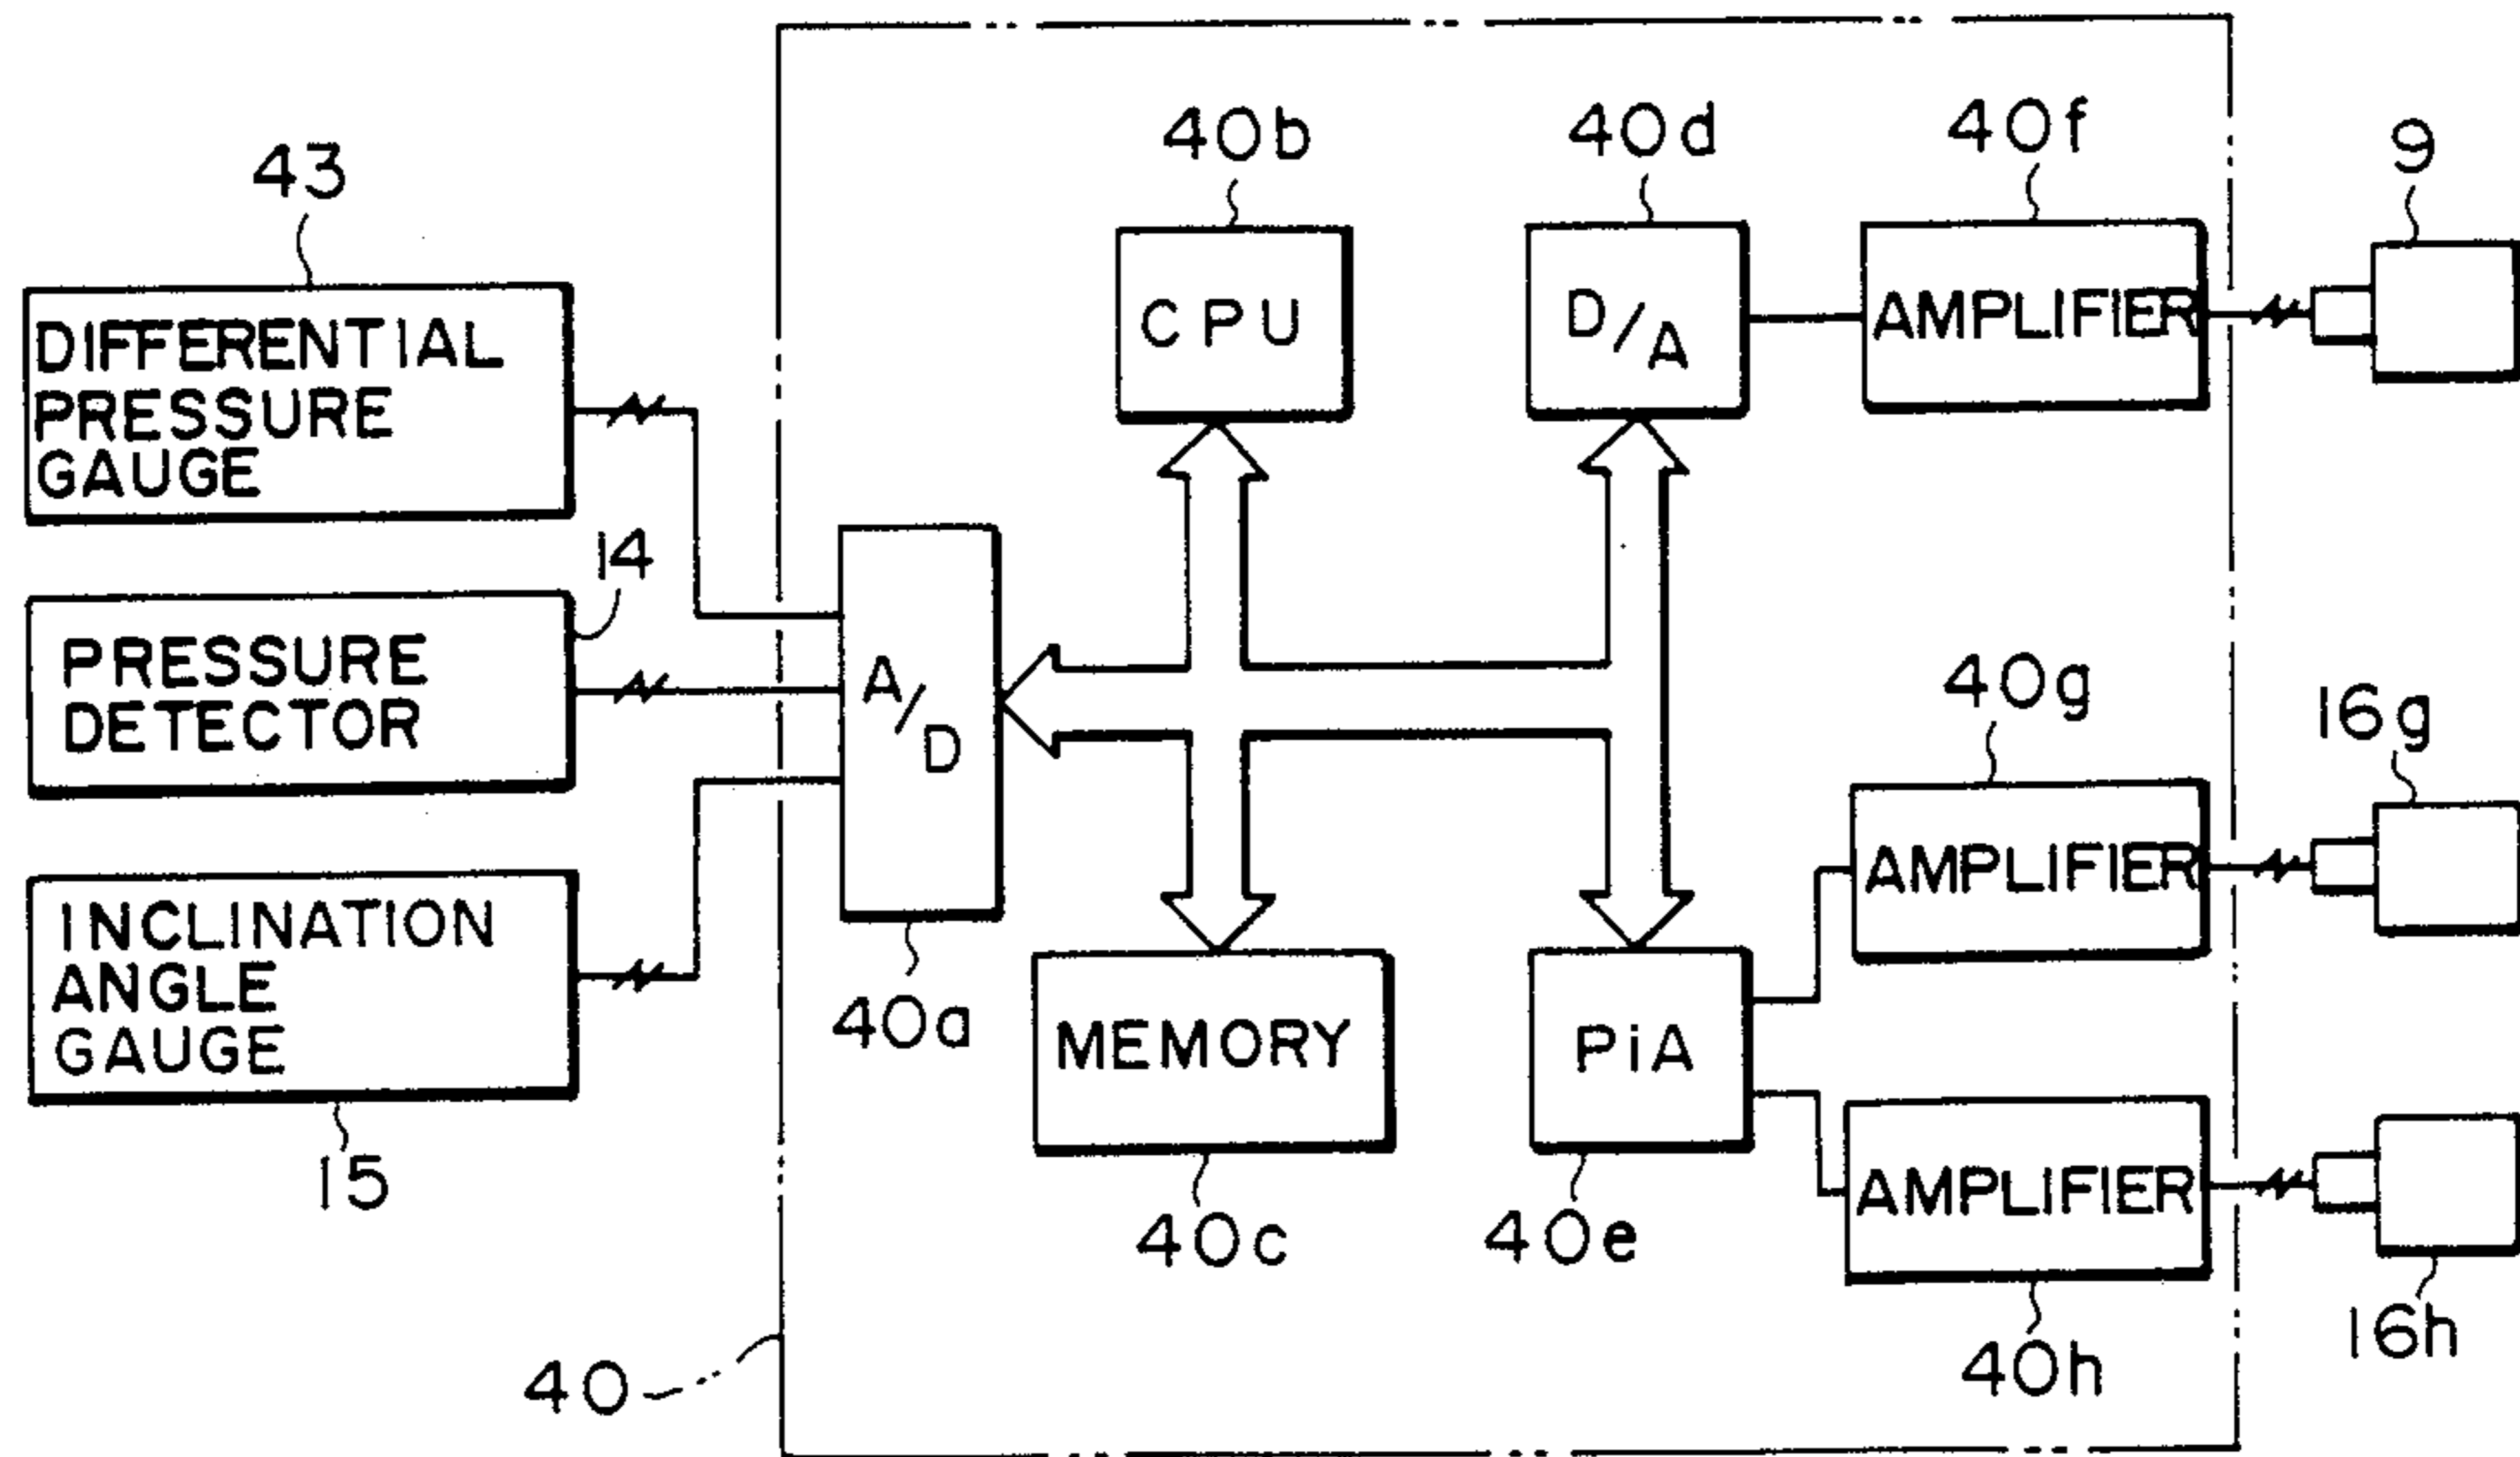 40b
40d
40f
9
43
CPU
D/A
AMPLIFIER
DIFFERENTIAL
PRESSURE
GAUGE
14
PRESSURE
DETECTOR
A/D
40g
16g
AMPLIFIER
INCLINATION
ANGLE
GAUGE
40a
MEMORY
PiA
15
AMPLIFIER
40c
40e
40
40h
16h